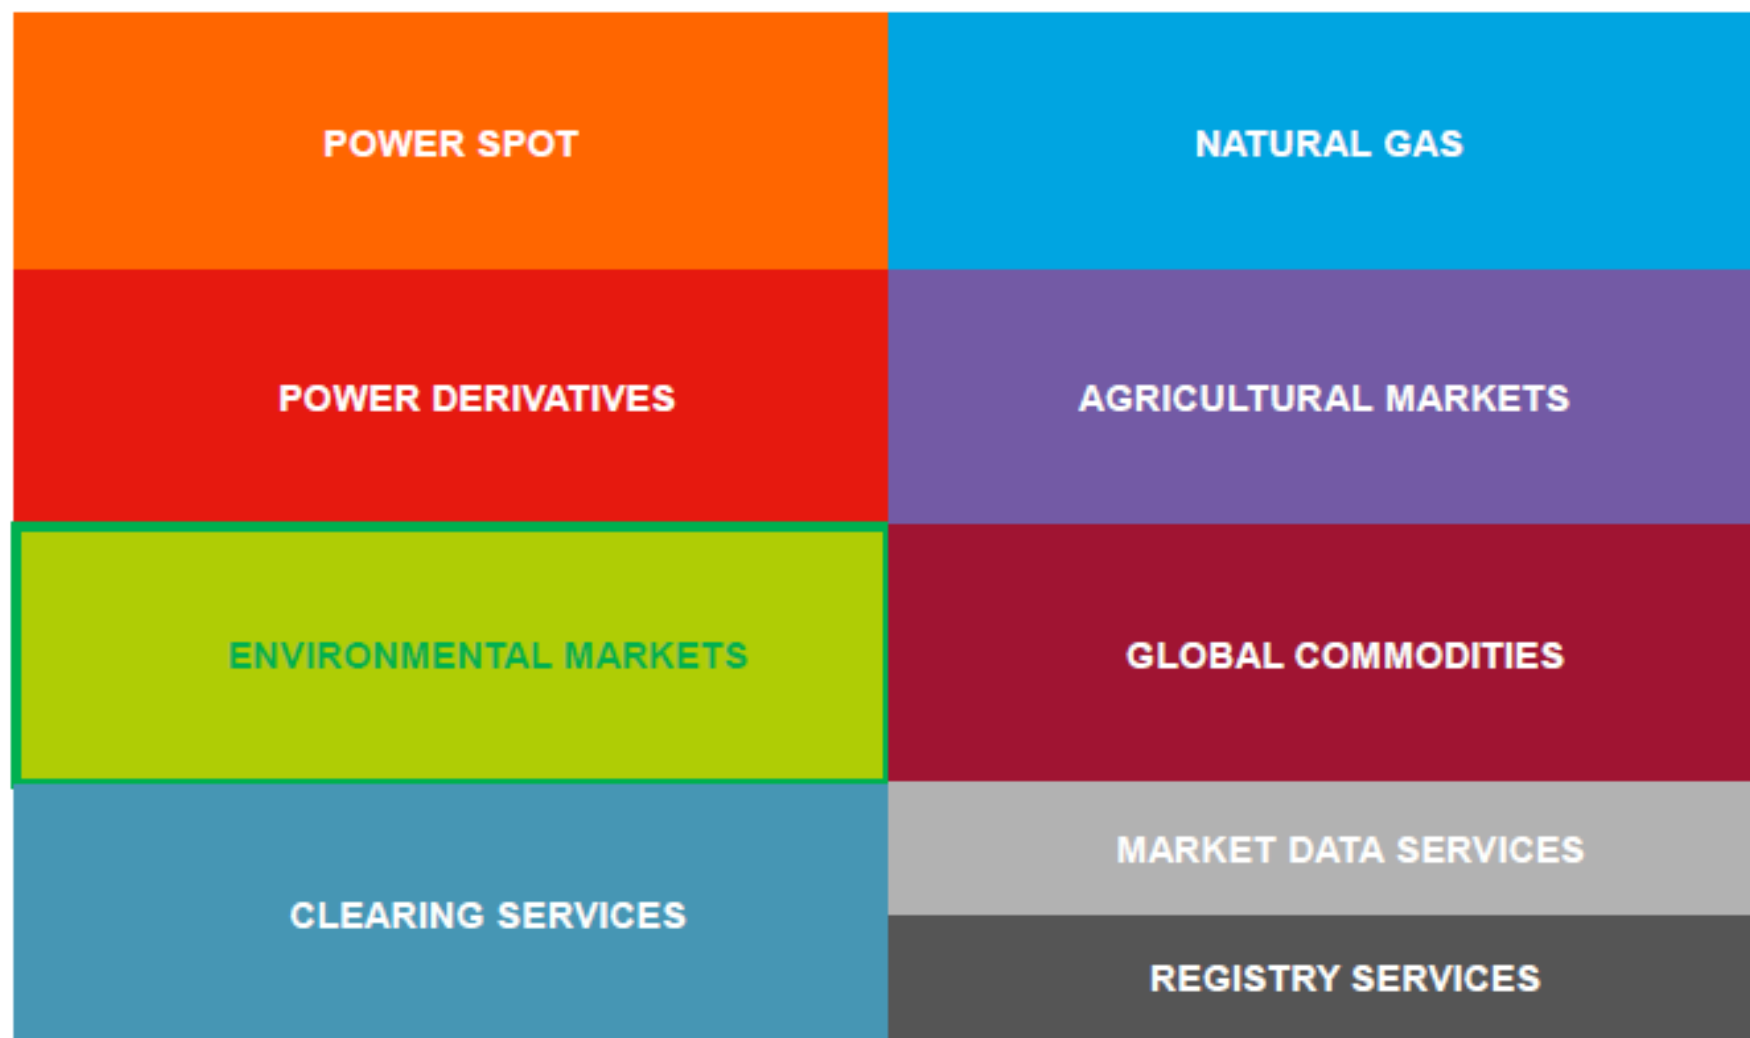 POWER SPOT
NATURAL GAS
POWER DERIVATIVES
AGRICULTURAL MARKETS
ENVIRONMENTAL MARKETS
GLOBAL COMMODITIES
CLEARING SERVICES
MARKET DATA SERVICES
REGISTRY SERVICES